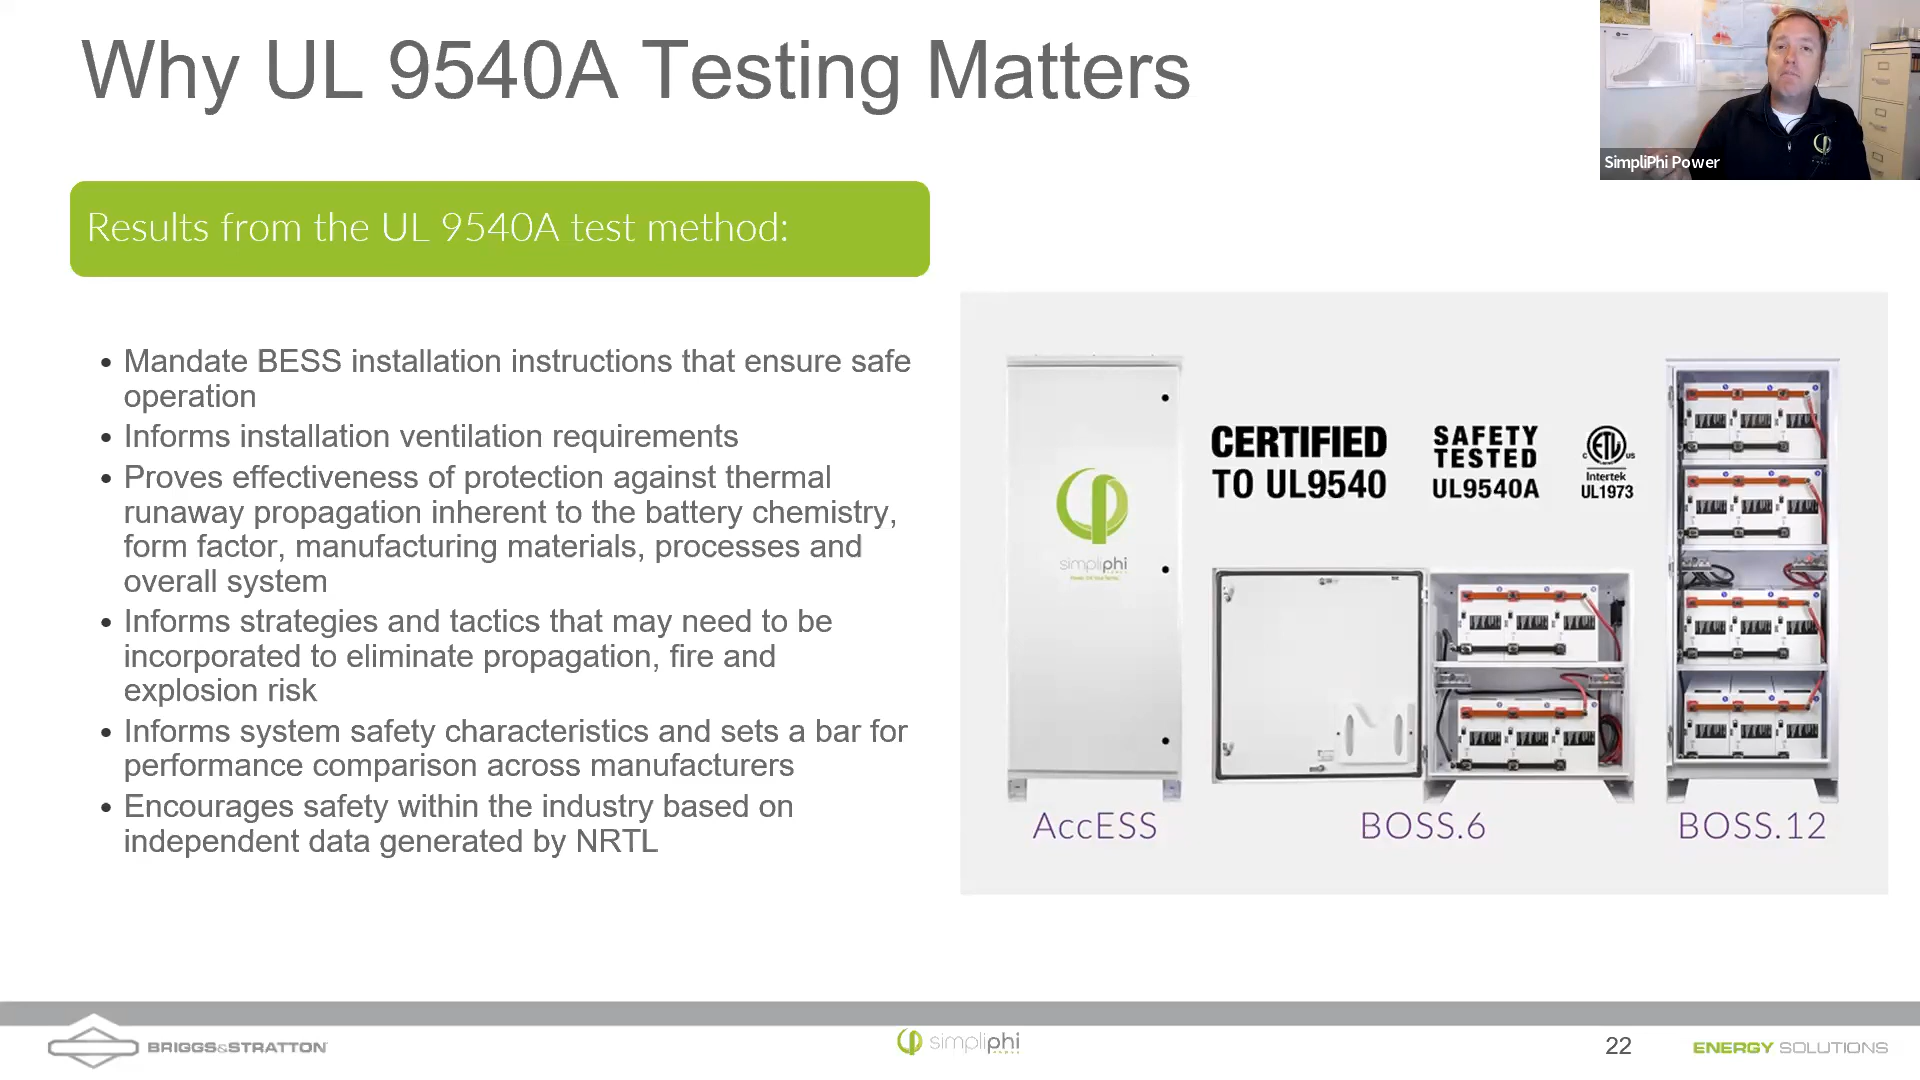 Why UL 9540A Testing Matters
SimpliPhi Power
Results from the UL 9540A test method:
• Mandate BESS installation instructions that ensure safe
operation
• Informs installation ventilation requirements
• Proves effectiveness of protection against thermal
runaway propagation inherent to the battery chemistry,
form factor, manufacturing materials, processes and
overall system
• Informs strategies and tactics that may need to be
incorporated to eliminate propagation, fire and
explosion risk
• Informs system safety characteristics and sets a bar for
performance comparison across manufacturers
• Encourages safety within the industry based on
independent data generated by NRTL
CERTIFIED
TO UL9540
SAFETY
TESTED
UL9540A
C ETL US
Intertek
UL1973
simpliphi
AccESS
BOSS.6
BOSS.12
BRIGGS&STRATTON
simpliphi
22
ENERGY SOLUTIONS